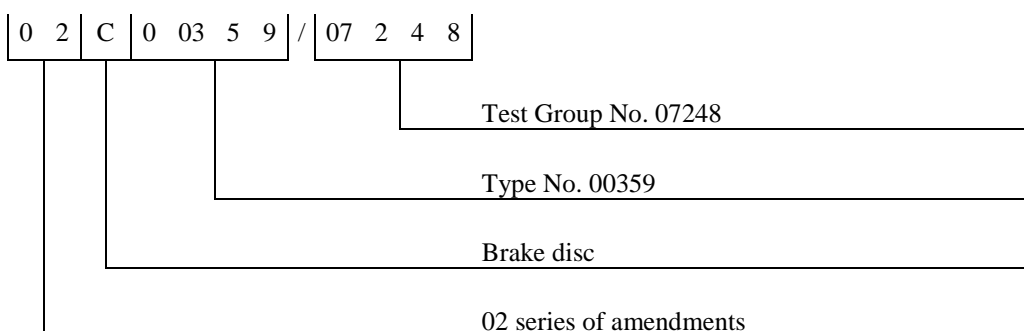 0 2 C 0 03 5 9 / 07 2 4 8
Test Group No. 07248
Type No. 00359
Brake disc
02 series of amendments